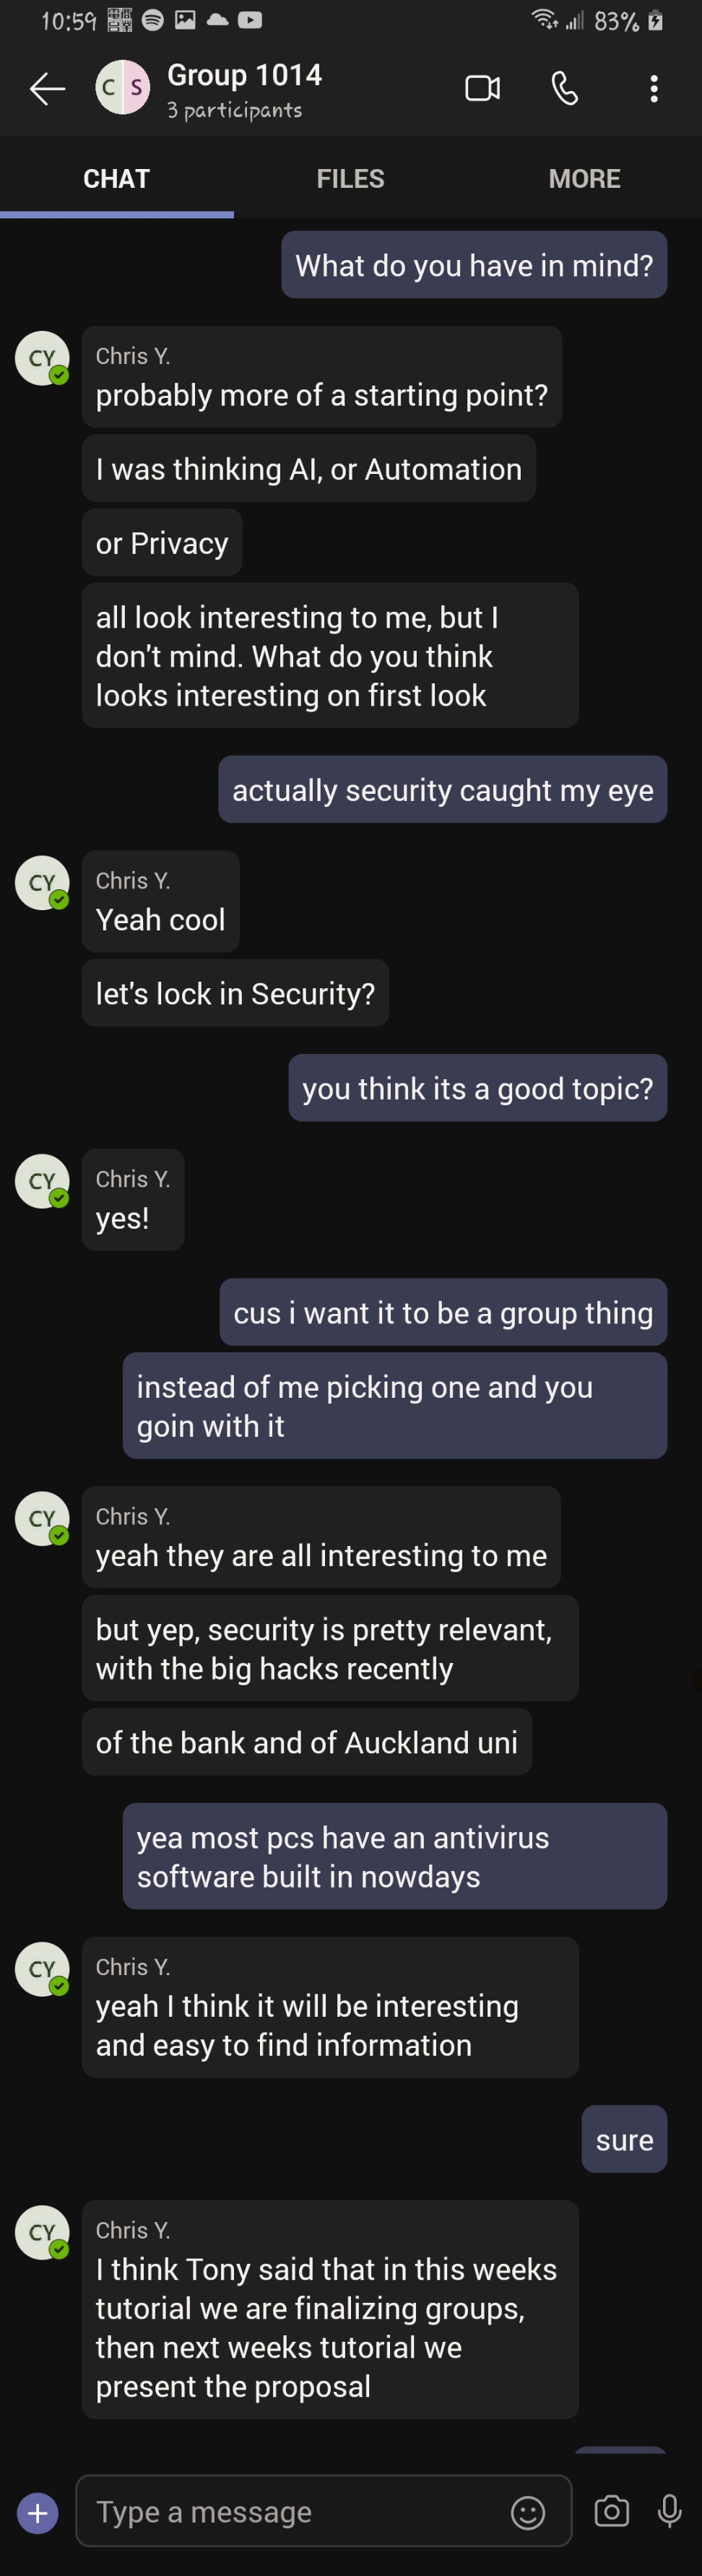 10:59
83%
C S
Group 1014
3 participants
CHAT
FILES
MORE
What do you have in mind?
CY
Chris Y.
probably more of a starting point?
I was thinking AI, or Automation
or Privacy
all look interesting to me, but I
don't mind. What do you think
looks interesting on first look
actually security caught my eye
CY
Chris Y.
Yeah cool
let's lock in Security?
you think its a good topic?
CY
Chris Y.
yes!
cus i want it to be a group thing
instead of me picking one and you
goin with it
CY
Chris Y.
yeah they are all interesting to me
but yep, security is pretty relevant,
with the big hacks recently
of the bank and of Auckland uni
yea most pcs have an antivirus
software built in nowdays
CY
Chris Y.
yeah I think it will be interesting
and easy to find information
sure
CY
Chris Y.
I think Tony said that in this weeks
tutorial we are finalizing groups,
then next weeks tutorial we
present the proposal
Type a message